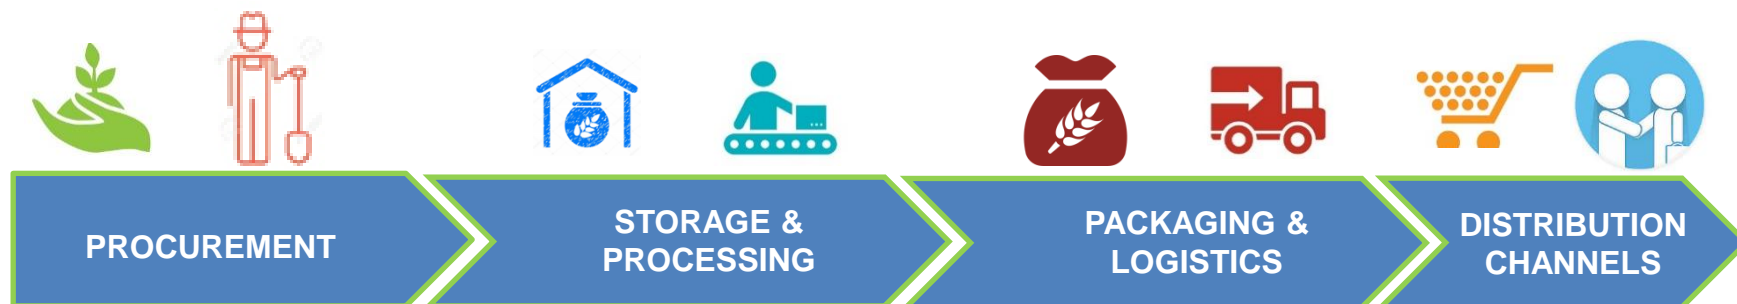 PROCUREMENT
STORAGE &
PROCESSING
PACKAGING &
LOGISTICS
DISTRIBUTION
CHANNELS